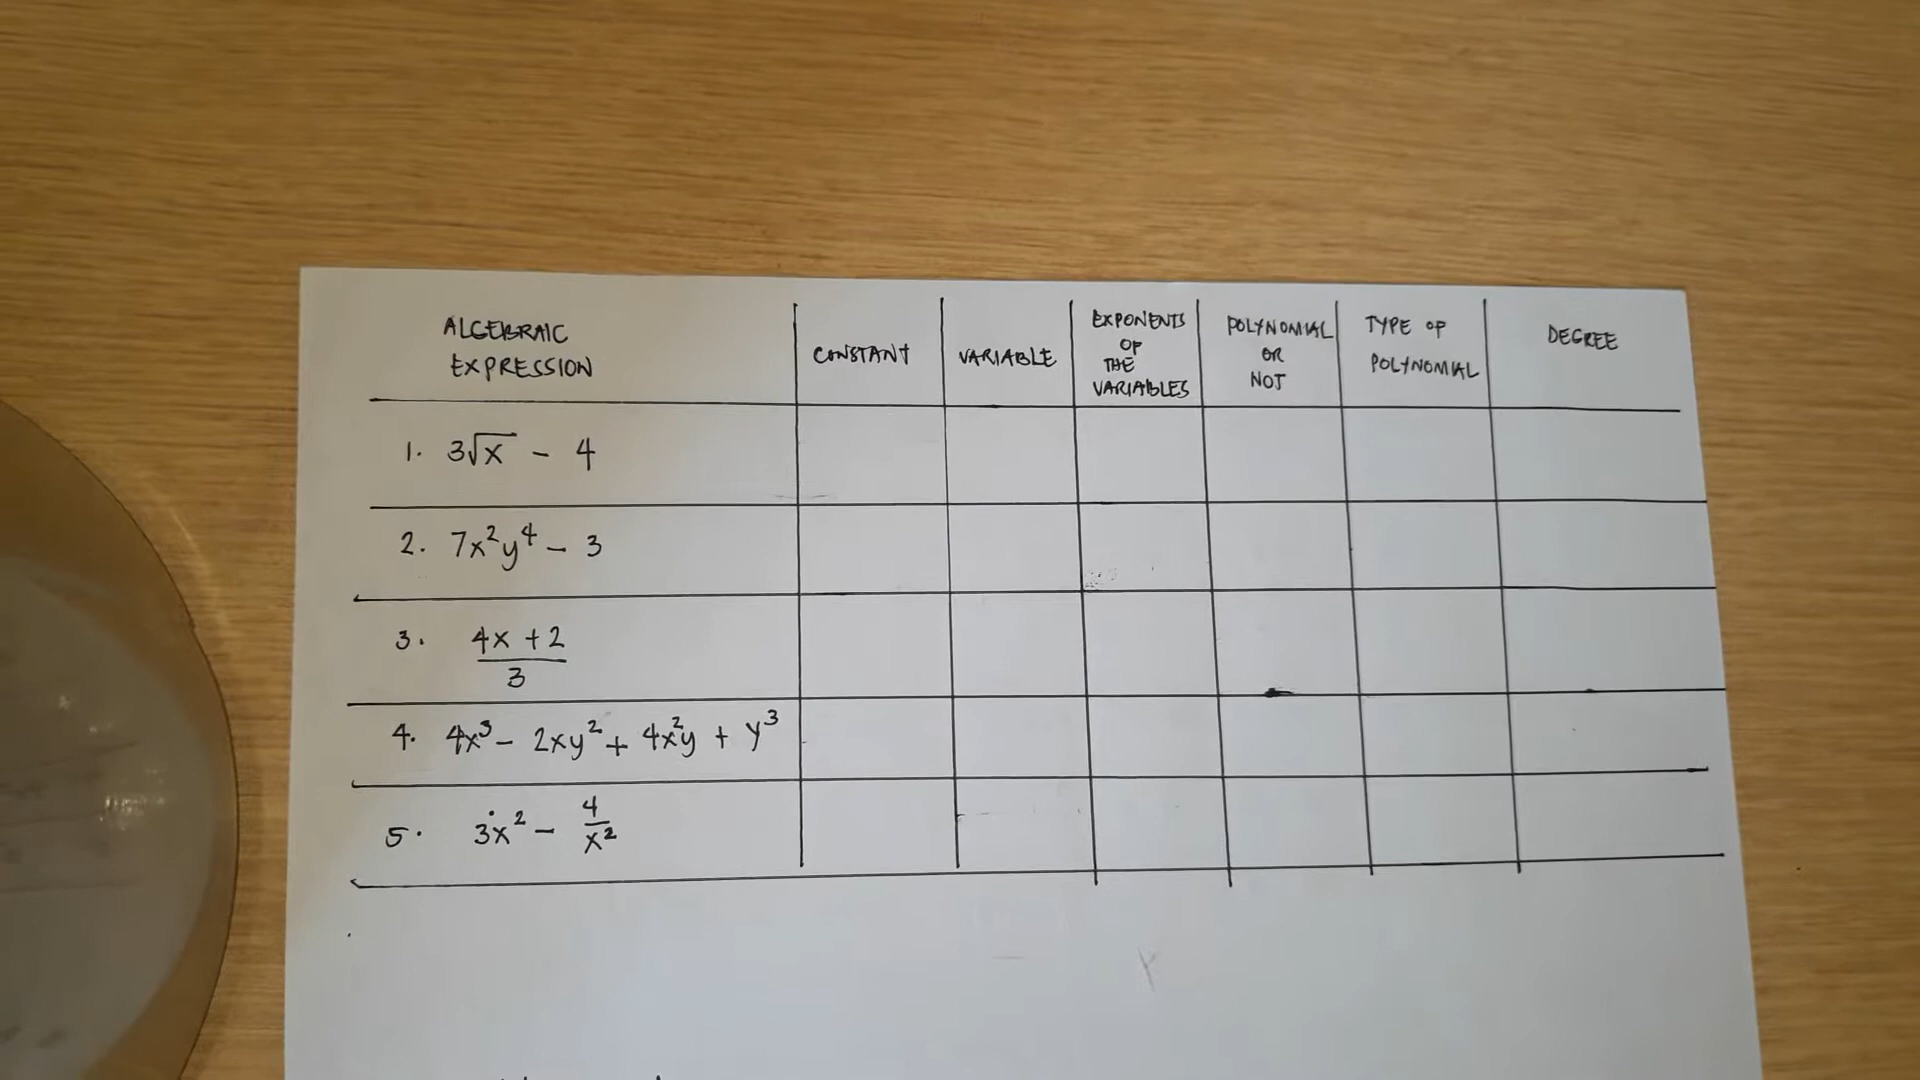 ALGEBRAIC EXPRESSION | CONSTANT | VARIABLE | EXPONENTS OF THE VARIABLES | POLYNOMIAL OR NOT | TYPE OF POLYNOMIAL | DEGREE
1. 3√x - 4
2. 7x²y⁴ - 3
3. (4x + 2)/3
4. 4x³ - 2xy² + 4x²y + y³
5. 3x² - 4/x²